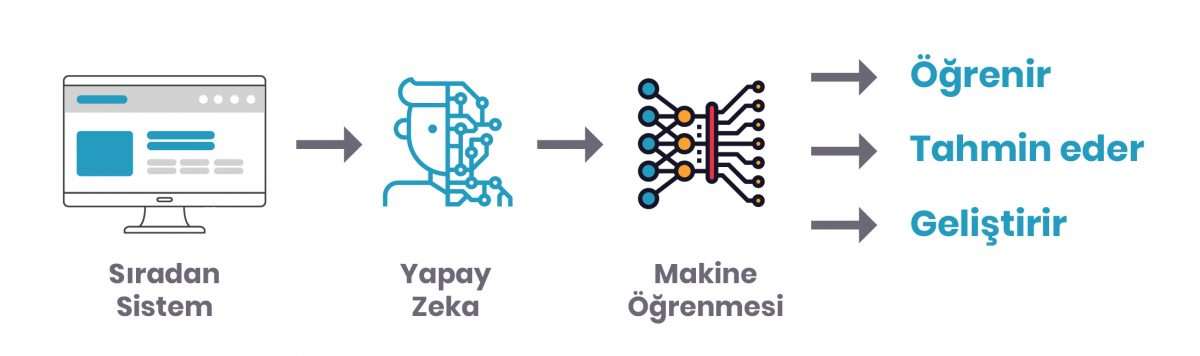 Sıradan
Sistem
Yapay
Zeka
Makine
Öğrenmesi
Öğrenir
Tahmin eder
Geliştirir